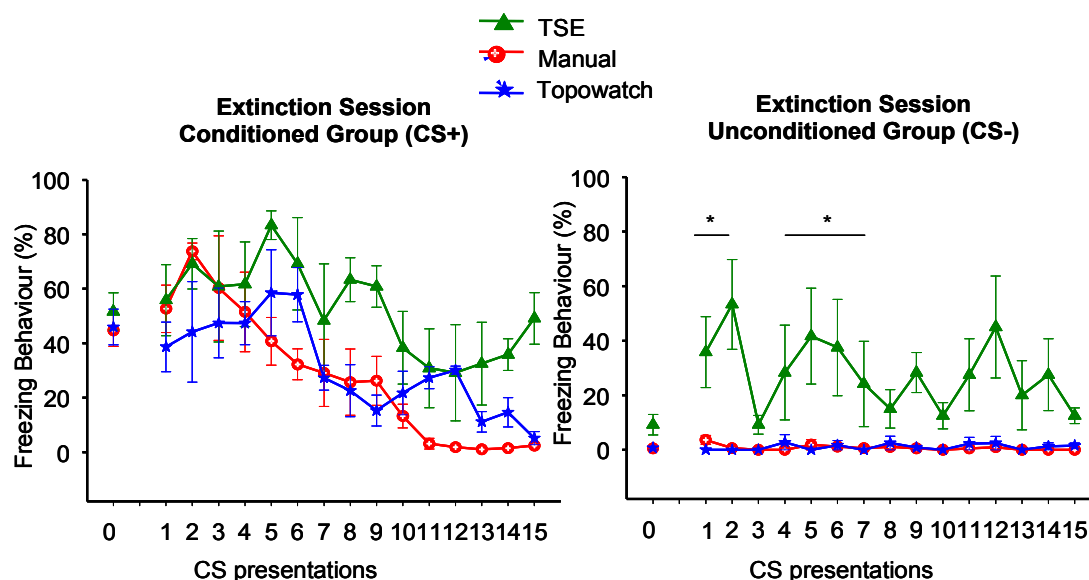 TSE
Manual
Topowatch
Extinction Session
Conditioned Group (CS+)
Freezing Behaviour (%)
100
80
60
40
20
0
0 1 2 3 4 5 6 7 8 9 10 11 12 13 14 15
CS presentations
Extinction Session
Unconditioned Group (CS-)
Freezing Behaviour (%)
100
80
60
40
20
0
* *
0 1 2 3 4 5 6 7 8 9 10 11 12 13 14 15
CS presentations